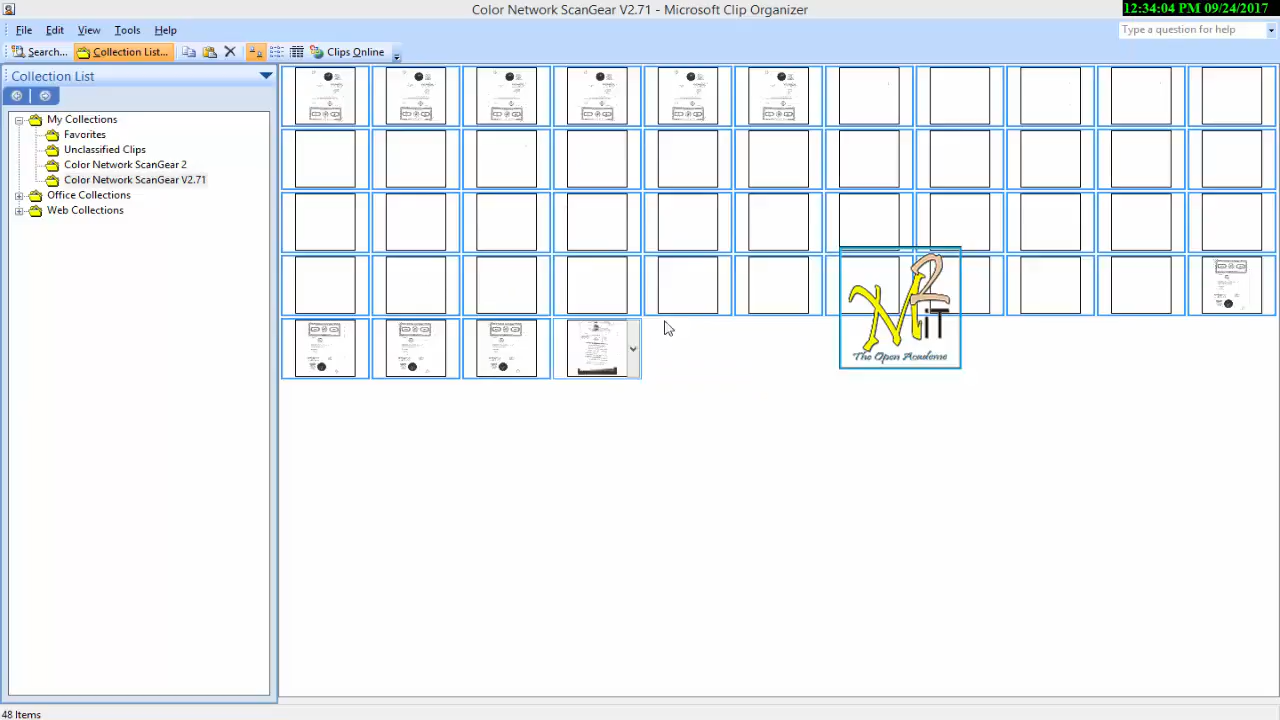 Color Network ScanGear V2.71 - Microsoft Clip Organizer
12:34:04 PM 09/24/2017
File Edit View Tools Help
Type a question for help
Search... Collection List... Clips Online
Collection List
My Collections
Favorites
Unclassified Clips
Color Network ScanGear 2
Color Network ScanGear V2.71
Office Collections
Web Collections
iT
The Open Academe
48 Items